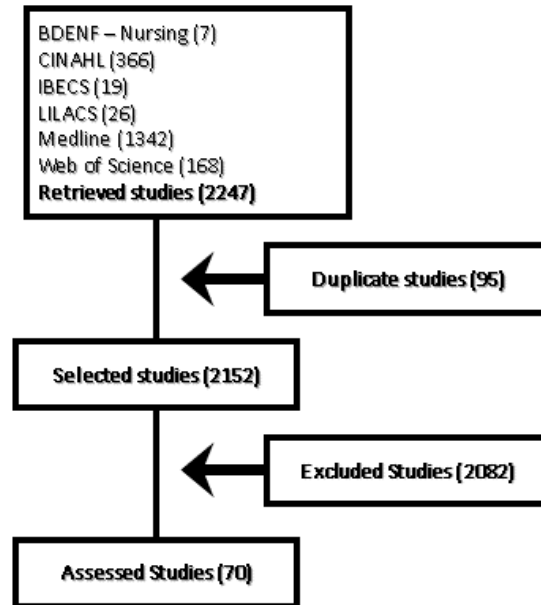 BDENF – Nursing (7)
CINAHL (366)
IBECS (19)
LILACS (26)
Medline (1342)
Web of Science (168)
Retrieved studies (2247)
Duplicate studies (95)
Selected studies (2152)
Excluded Studies (2082)
Assessed Studies (70)